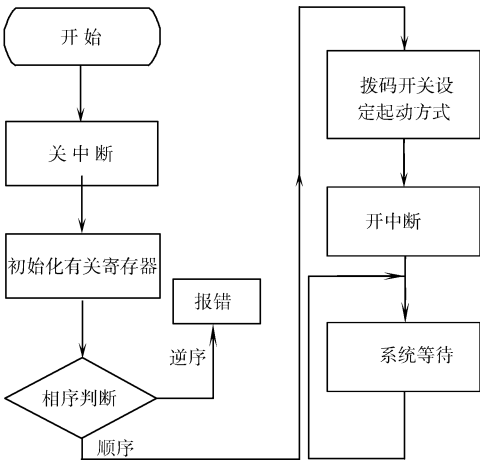 开 始
关 中 断
初始化有关寄存器
报错
逆序
相序判断
顺序
拨码开关设
定起动方式
开中断
系统等待